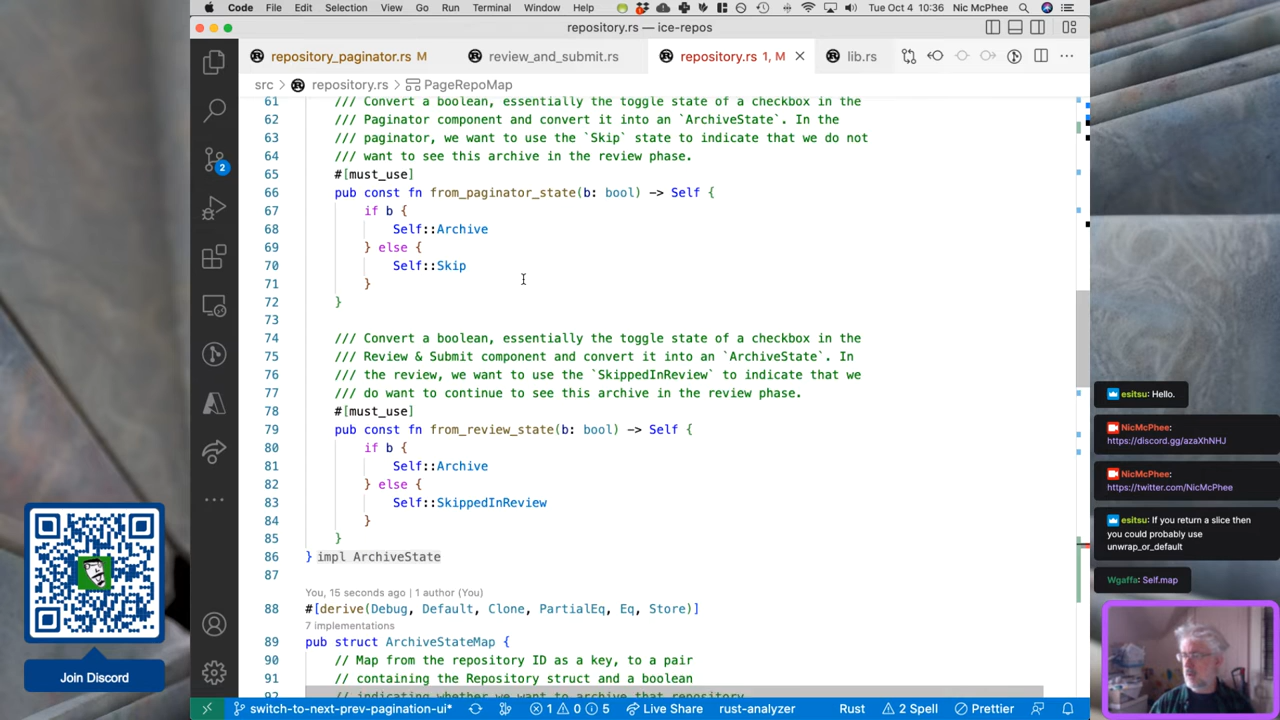 Code File Edit Selection View Go Run Terminal Window Help Tue Oct 4 10:36 Nic McPhee
repository.rs — ice-repos
repository_paginator.rs M review_and_submit.rs repository.rs 1, M lib.rs
src > repository.rs > PageRepoMap
61 /// Convert a boolean, essentially the toggle state of a checkbox in the
62 /// Paginator component and convert it into an `ArchiveState`. In the
63 /// paginator, we want to use the `Skip` state to indicate that we do not
64 /// want to see this archive in the review phase.
65 #[must_use]
66 pub const fn from_paginator_state(b: bool) -> Self {
67 if b {
68 Self::Archive
69 } else {
70 Self::Skip
71 }
72 }
73
74 /// Convert a boolean, essentially the toggle state of a checkbox in the
75 /// Review & Submit component and convert it into an `ArchiveState`. In
76 /// the review, we want to use the `SkippedInReview` to indicate that we
77 /// do want to continue to see this archive in the review phase.
78 #[must_use]
79 pub const fn from_review_state(b: bool) -> Self {
80 if b {
81 Self::Archive
82 } else {
83 Self::SkippedInReview
84 }
85 }
86 } impl ArchiveState
87
You, 15 seconds ago | 1 author (You)
88 #[derive(Debug, Default, Clone, PartialEq, Eq, Store)]
7 implementations
89 pub struct ArchiveStateMap {
90 // Map from the repository ID as a key, to a pair
91 // containing the Repository struct and a boolean
92 // indicating whether we want to archive that repository
2
switch-to-next-prev-pagination-ui* 1 0 5 Live Share rust-analyzer Rust 2 Spell Prettier
Join Discord
esitsu: Hello.
NicMcPhee:
https://discord.gg/azaXhNHJ
NicMcPhee:
https://twitter.com/NicMcPhee
esitsu: If you return a slice then
you could probably use
unwrap_or_default
Wgaffa: Self.map